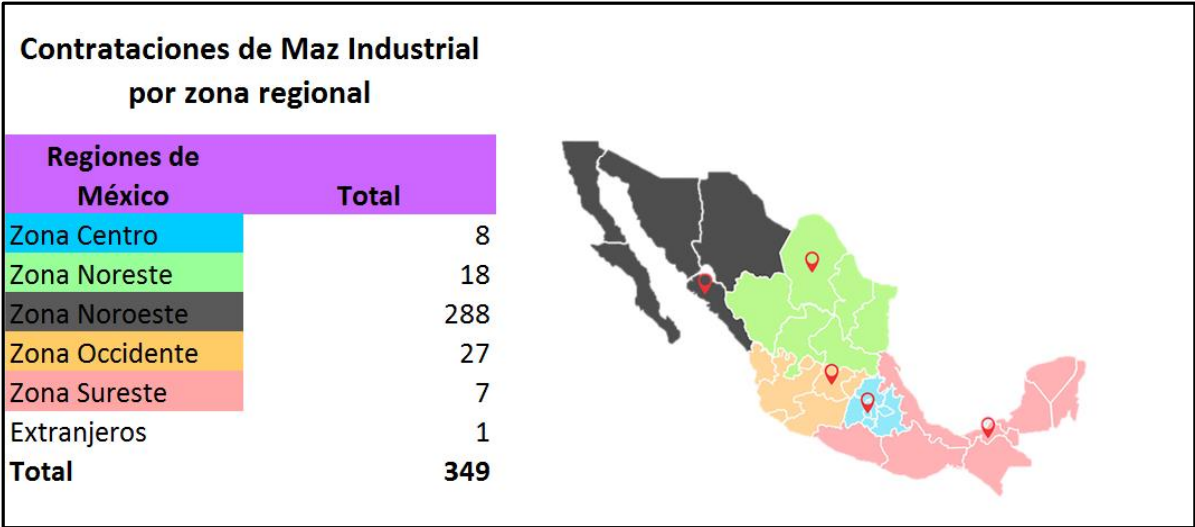 Contrataciones de Maz Industrial
por zona regional
Regiones de
México Total
Zona Centro 8
Zona Noreste 18
Zona Noroeste 288
Zona Occidente 27
Zona Sureste 7
Extranjeros 1
Total 349